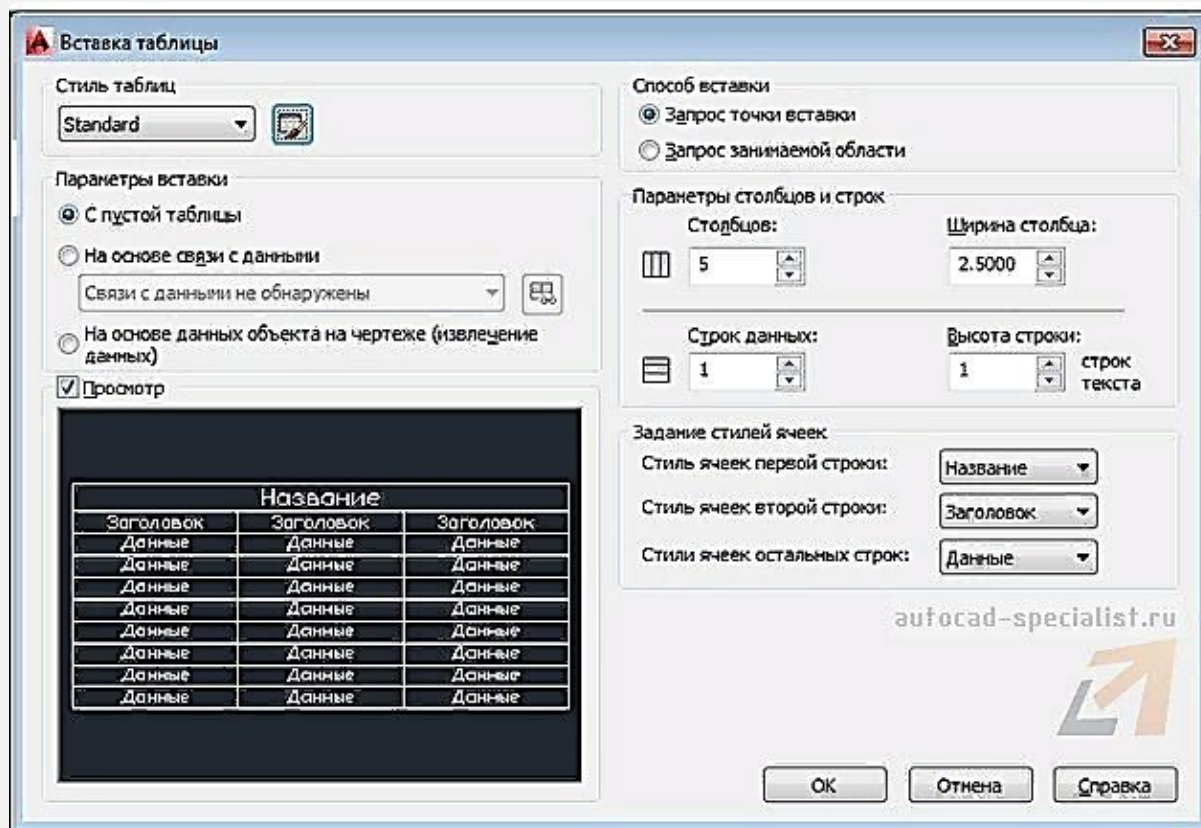 Вставка таблицы
Стиль таблиц
Standard
Параметры вставки
С пустой таблицы
На основе связи с данными
Связи с данными не обнаружены
На основе данных объекта на чертеже (извлечение
данных)
Просмотр
Название
Заголовок Заголовок Заголовок
Данные Данные Данные
Данные Данные Данные
Данные Данные Данные
Данные Данные Данные
Данные Данные Данные
Данные Данные Данные
Данные Данные Данные
Данные Данные Данные
Способ вставки
Запрос точки вставки
Запрос занимаемой области
Параметры столбцов и строк
Столбцов: Ширина столбца:
5 2.5000
Строк данных: Высота строки:
1 1 строк
текста
Задание стилей ячеек
Стиль ячеек первой строки: Название
Стиль ячеек второй строки: Заголовок
Стили ячеек остальных строк: Данные
autocad-specialist.ru
ОК Отмена Справка